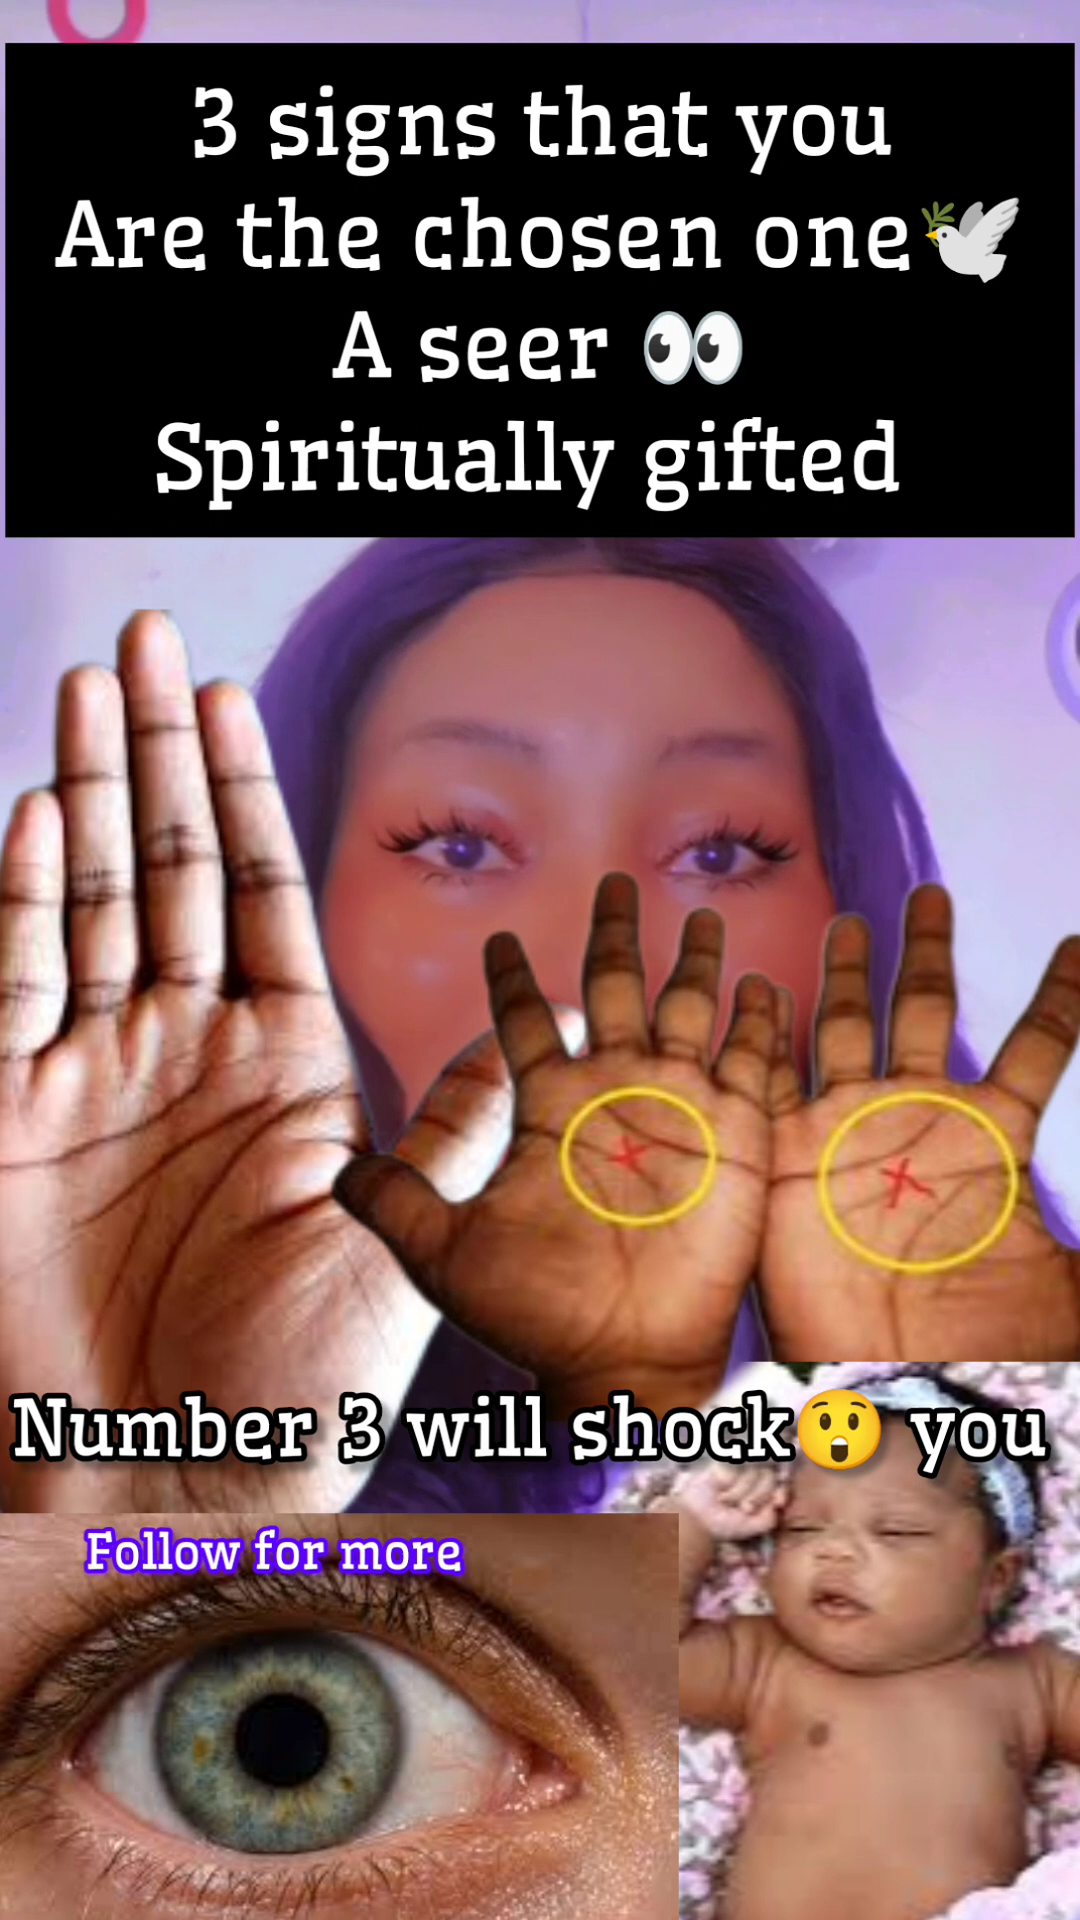 3 signs that you
Are the chosen one🕊️
A seer 👀
Spiritually gifted
Number 3 will shock😲 you
Follow for more